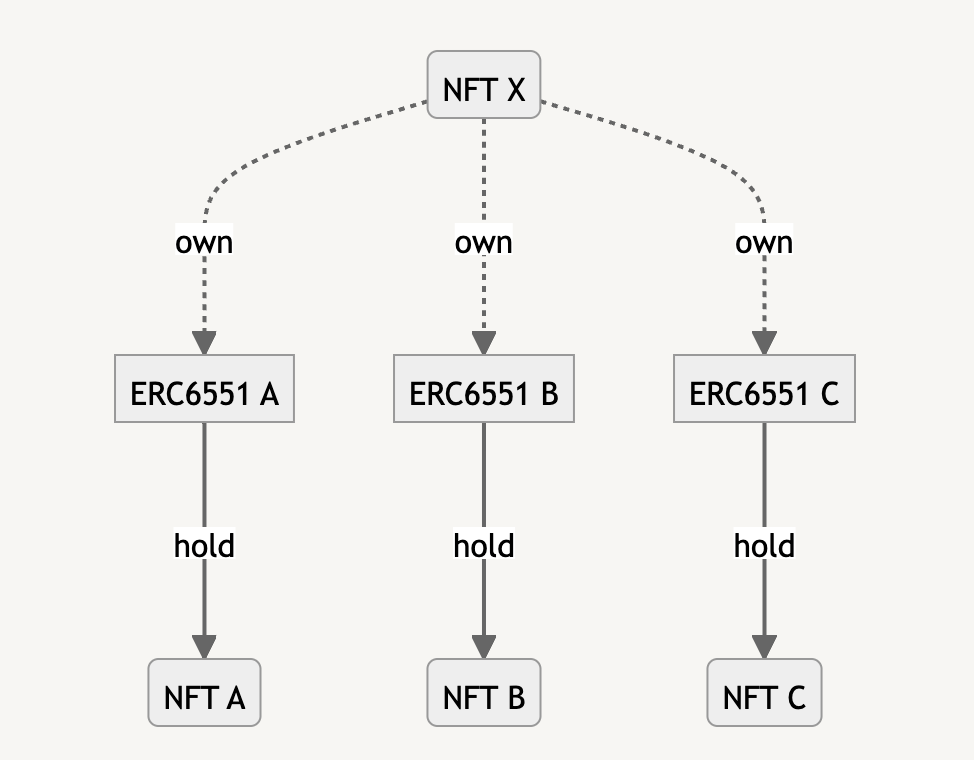 NFT X
own
own
own
ERC6551 A
ERC6551 B
ERC6551 C
hold
hold
hold
NFT A
NFT B
NFT C